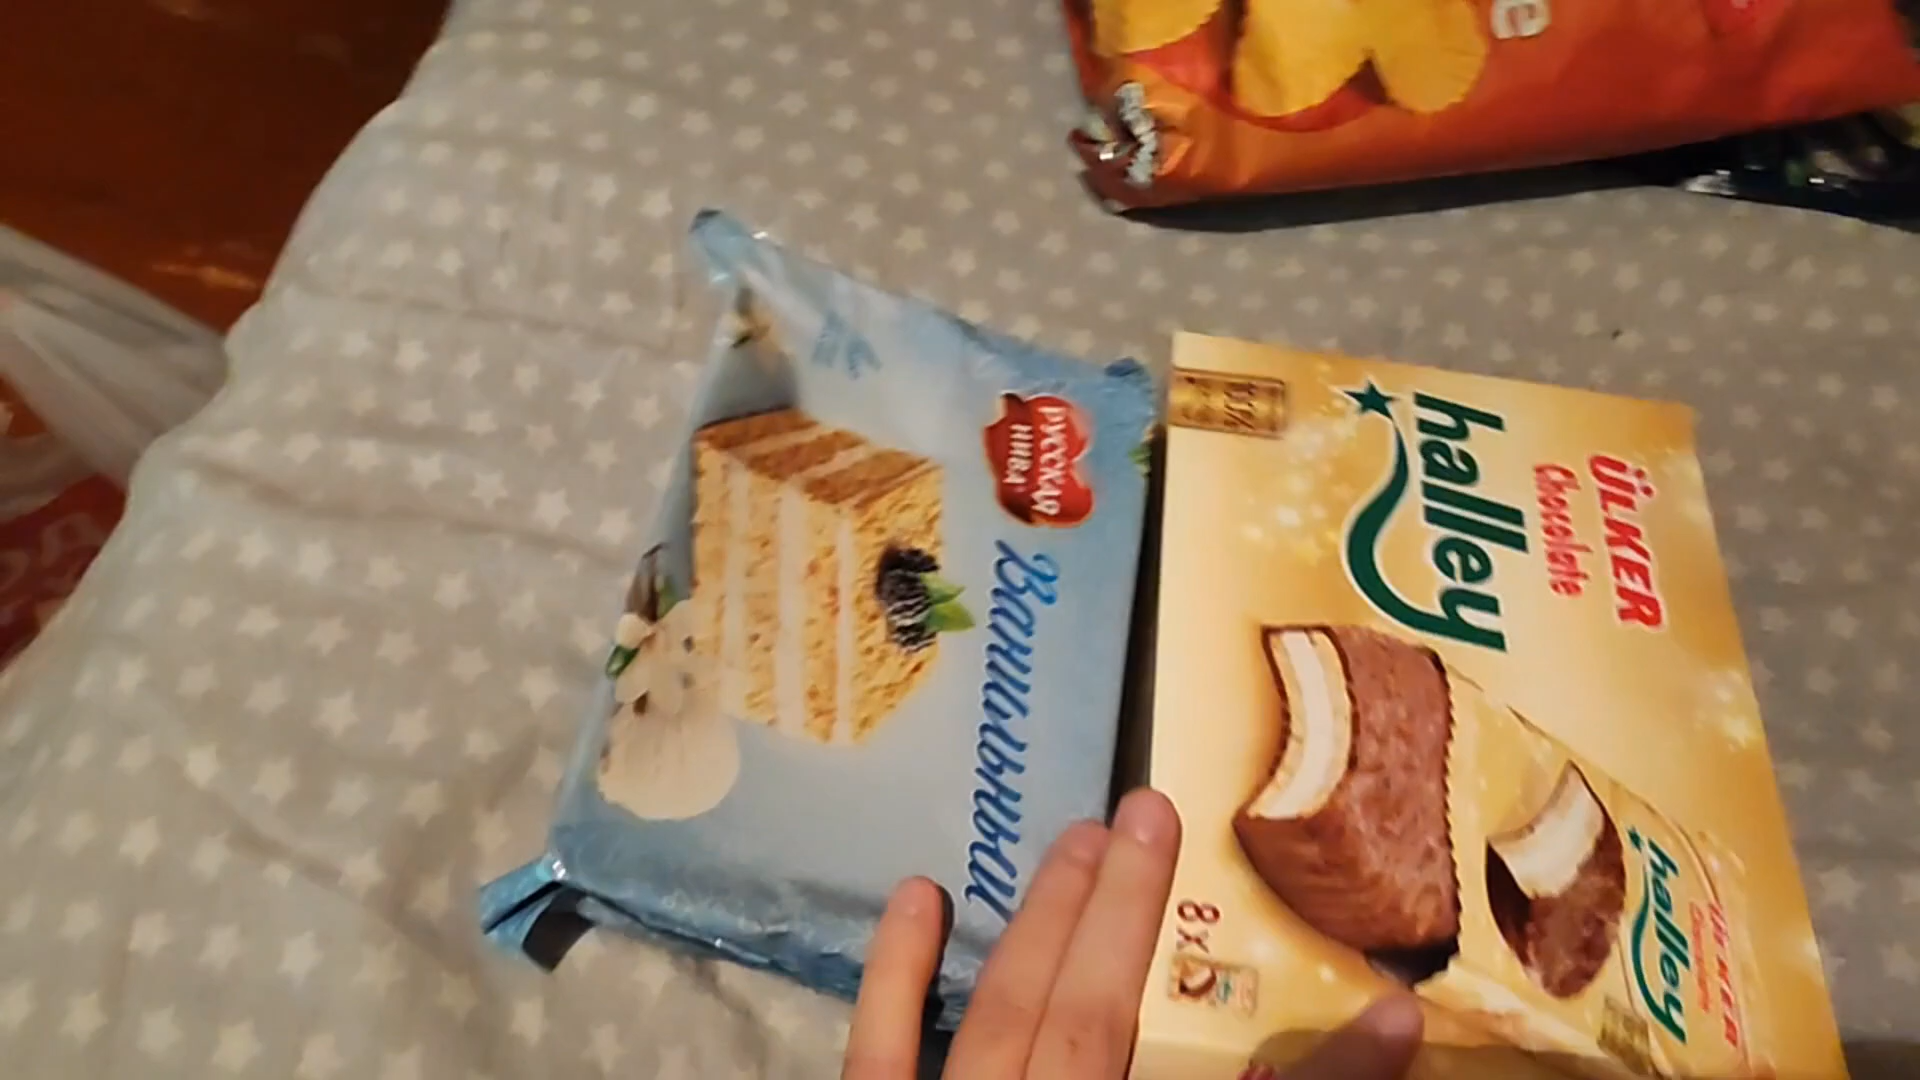 РУССКАЯ
НИВА
Ванильный
ÜLKER
Chocolate
halley
8x
halley